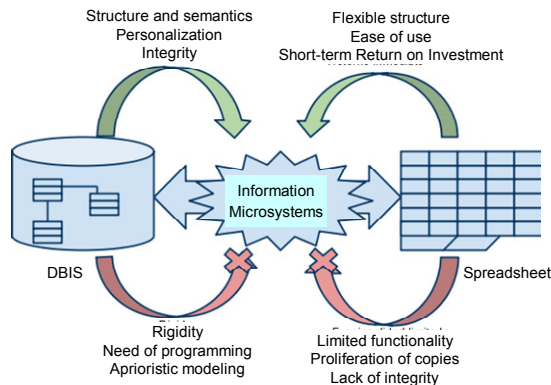 Structure and semantics
Personalization
Integrity
Flexible structure
Ease of use
Short-term Return on Investment
Information
Microsystems
DBIS
Spreadsheet
Rigidity
Need of programming
Aprioristic modeling
Limited functionality
Proliferation of copies
Lack of integrity